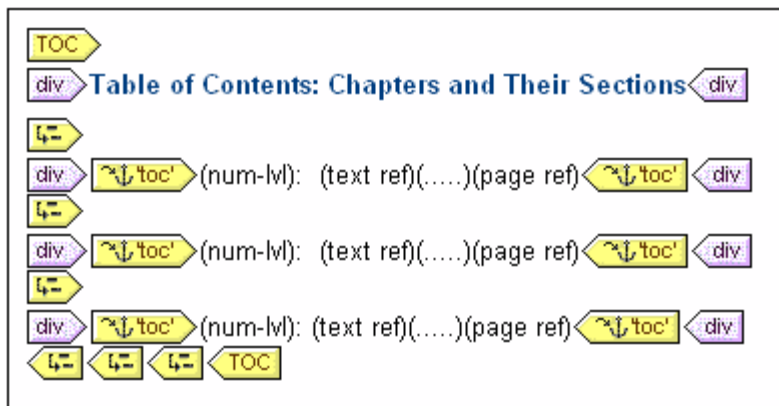 TOC
div Table of Contents: Chapters and Their Sections div
div 'toc' (num-lvl): (text ref)(.....)(page ref) 'toc' div
div 'toc' (num-lvl): (text ref)(.....)(page ref) 'toc' div
div 'toc' (num-lvl): (text ref)(.....)(page ref) 'toc' div
TOC